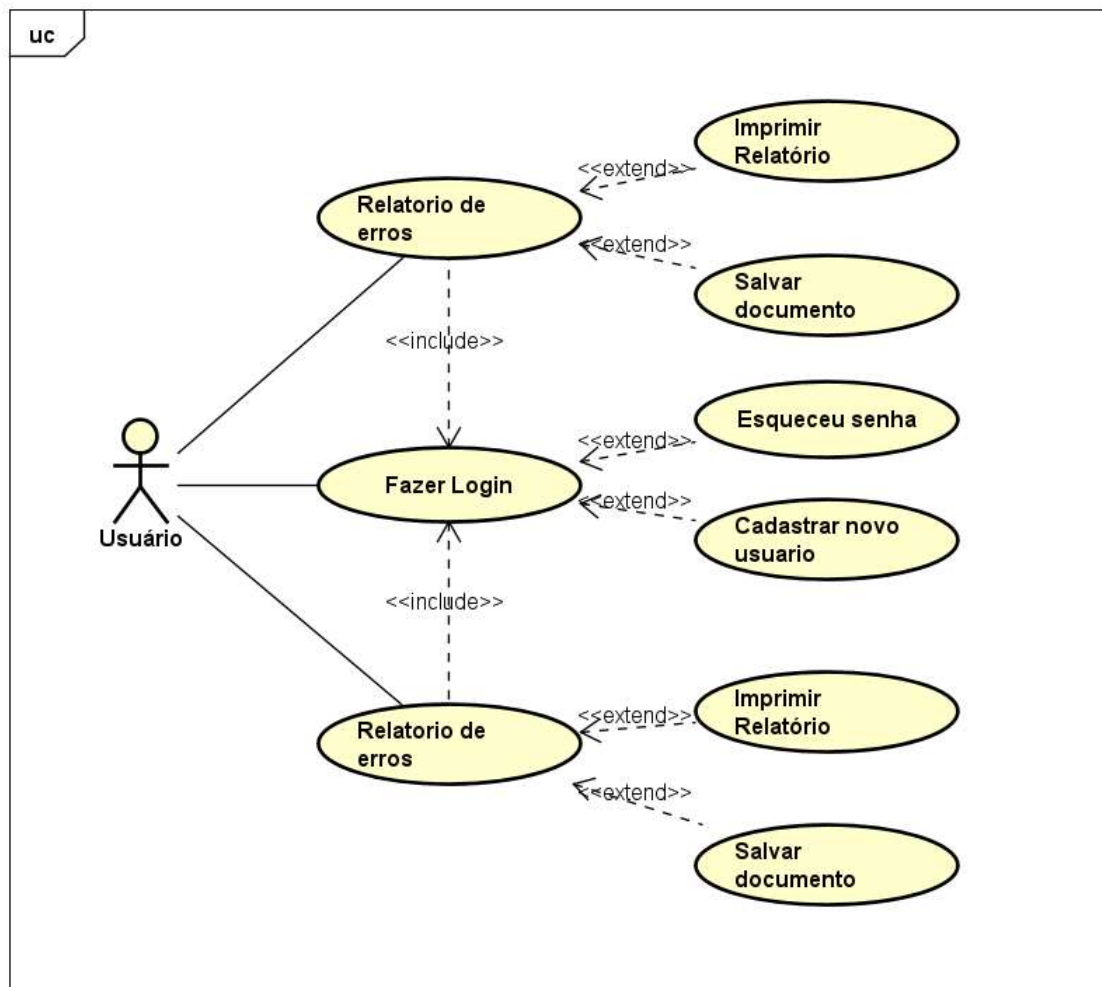 uc
Imprimir
Relatório
<<extend>>
Relatorio de
erros
<<extend>>
Salvar
documento
<<include>>
Esqueceu senha
<<extend>>
Fazer Login
<<extend>>
Cadastrar novo
usuario
Usuário
<<include>>
Imprimir
Relatório
<<extend>>
Relatorio de
erros
<<extend>>
Salvar
documento